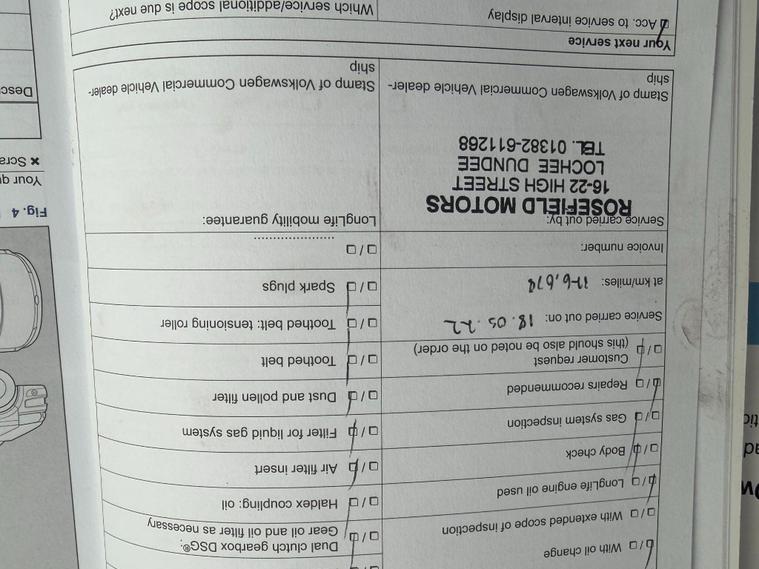 With oil change
With extended scope of inspection
LongLife engine oil used
Body check
Gas system inspection
Repairs recommended
Customer request
(this should also be noted on the order)
Service carried out on: 18.05.22
at km/miles:
Invoice number:
Service carried out by:
ROSEFIELD MOTORS
16-22 HIGH STREET
LOCHEE DUNDEE
TEL. 01382-611268
Stamp of Volkswagen Commercial Vehicle dealer-
ship
Dual clutch gearbox DSG®:
Gear oil and oil filter as necessary
Haldex coupling: oil
Air filter insert
Filter for liquid gas system
Dust and pollen filter
Toothed belt
Toothed belt: tensioning roller
Spark plugs
....................
LongLife mobility guarantee:
Stamp of Volkswagen Commercial Vehicle dealer-
ship
Your next service
Acc. to service interval display
Which service/additional scope is due next?
Fig. 4
Your